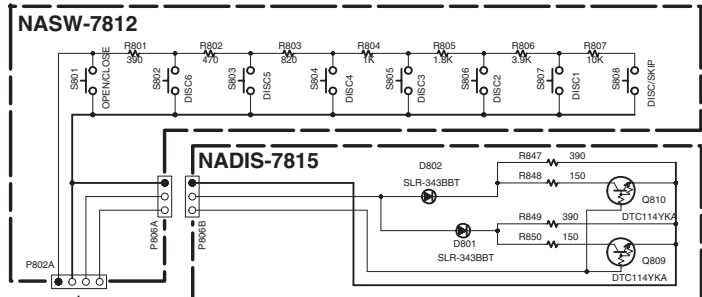 NASW-7812
R801 R802 R803 R804 R805 R806 R807
390 470 820 1K 1.8K 3.9K 10K
S801 OPEN/CLOSE
S802 DISC6
S803 DISC5
S804 DISC4
S805 DISC3
S806 DISC2
S807 DISC1
S808 DISC/SKIP
NADIS-7815
D802
SLR-343BBT
R847 390
R848 150
Q810
DTC114YKA
R849 390
D801
SLR-343BBT
R850 150
Q809
DTC114YKA
P806A
P806B
P802A